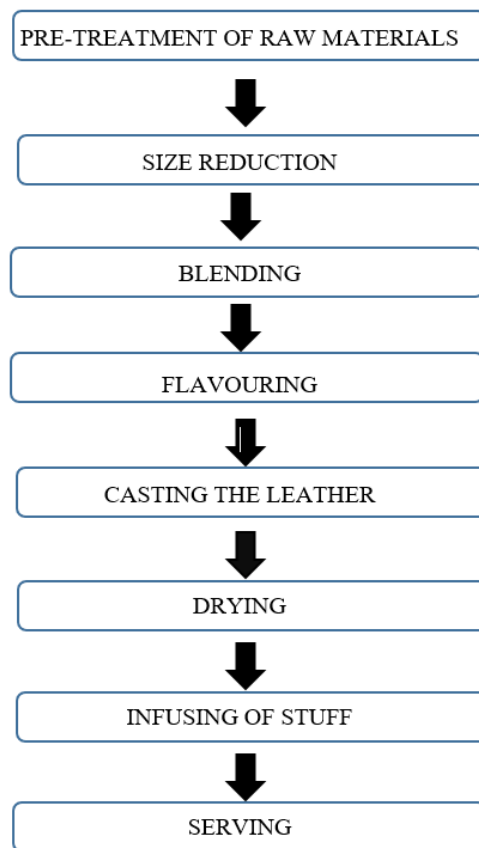 PRE-TREATMENT OF RAW MATERIALS
SIZE REDUCTION
BLENDING
FLAVOURING
CASTING THE LEATHER
DRYING
INFUSING OF STUFF
SERVING